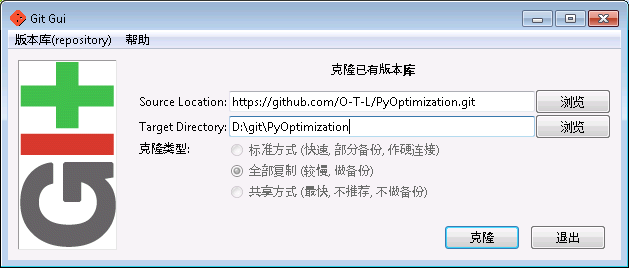 Git Gui
版本库(repository) 帮助
克隆已有版本库
Source Location: https://github.com/O-T-L/PyOptimization.git 浏览
Target Directory: D:\git\PyOptimization 浏览
克隆类型: 标准方式 (快速, 部分备份, 作硬连接)
全部复制 (较慢, 做备份)
共享方式 (最快, 不推荐, 不做备份)
GIT
克隆 退出